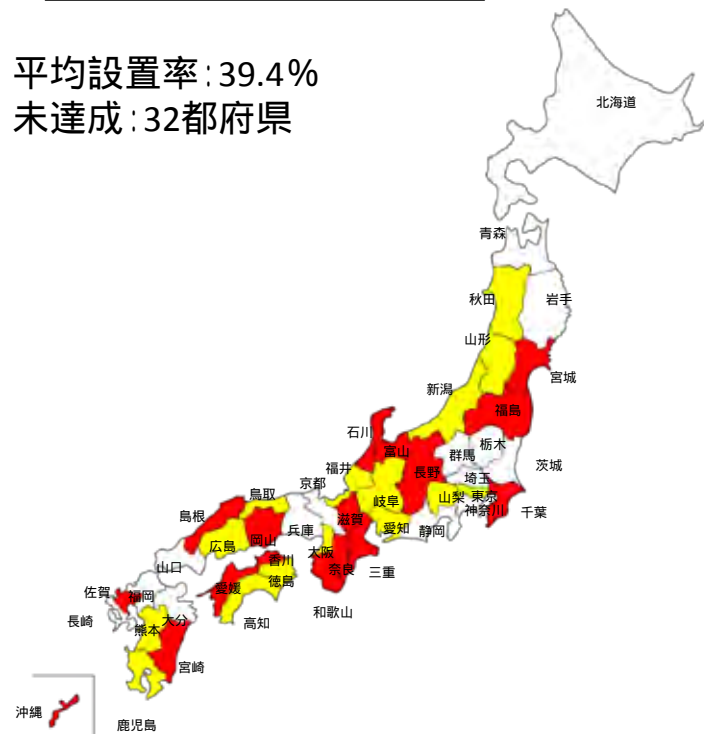 平均設置率:39.4%
未達成:32都府県
北海道
青森
秋田
岩手
山形
宮城
新潟
福島
石川
富山
栃木
群馬
福井
長野
茨城
埼玉
京都
鳥取
岐阜
山梨
東京
神奈川
千葉
島根
滋賀
兵庫
岡山
愛知
静岡
広島
大阪
香川
奈良
三重
山口
徳島
愛媛
佐賀
福岡
和歌山
長崎
大分
高知
熊本
宮崎
沖縄
鹿児島